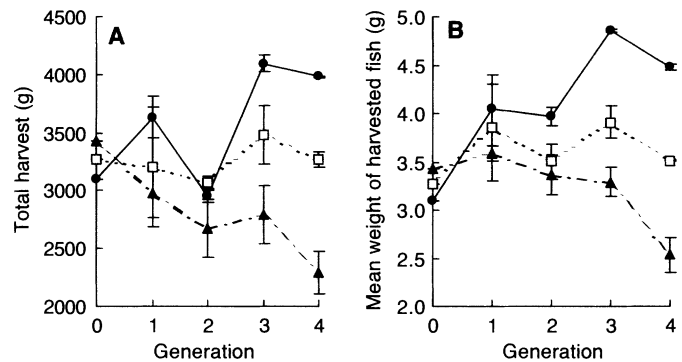 A
Total harvest (g)
4500
4000
3500
3000
2500
2000
0 1 2 3 4
Generation
B
Mean weight of harvested fish (g)
5.0
4.5
4.0
3.5
3.0
2.5
2.0
0 1 2 3 4
Generation